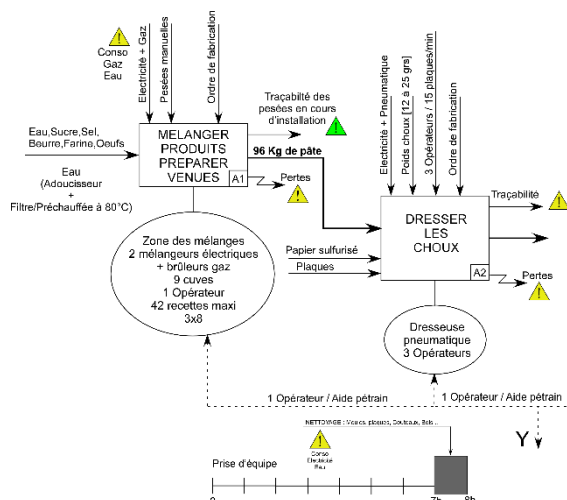 Conso
Gaz
Eau
Electricité + Gaz
Pesées manuelles
Ordre de fabrication
Eau,Sucre,Sel,
Beurre,Farine,Oeufs
Eau
(Adoucisseur
+
Filtre/Préchauffée à 80°C)
MELANGER
PRODUITS
PREPARER
VENUES
A1
Traçabilté des
pesées en cours
d'installation
96 Kg de pâte
Pertes
Zone des mélanges
2 mélangeurs électriques
+ brûleurs gaz
9 cuves
1 Opérateur
42 recettes maxi
3x8
Electricité + Pneumatique
Poids choux [12 à 25 grs]
3 Opérateurs / 15 plaques/min
Ordre de fabrication
Papier sulfurisé
Plaques
DRESSER
LES
CHOUX
A2
Traçabilité
Pertes
Dresseuse
pneumatique
3 Opérateurs
1 Opérateur / Aide pétrain
1 Opérateur / Aide pétrain
Y
NETTOYAGE : plaques, Couteaux, Bols
Conso
Electricité
Eau
Prise d'équipe
0
7h
8h